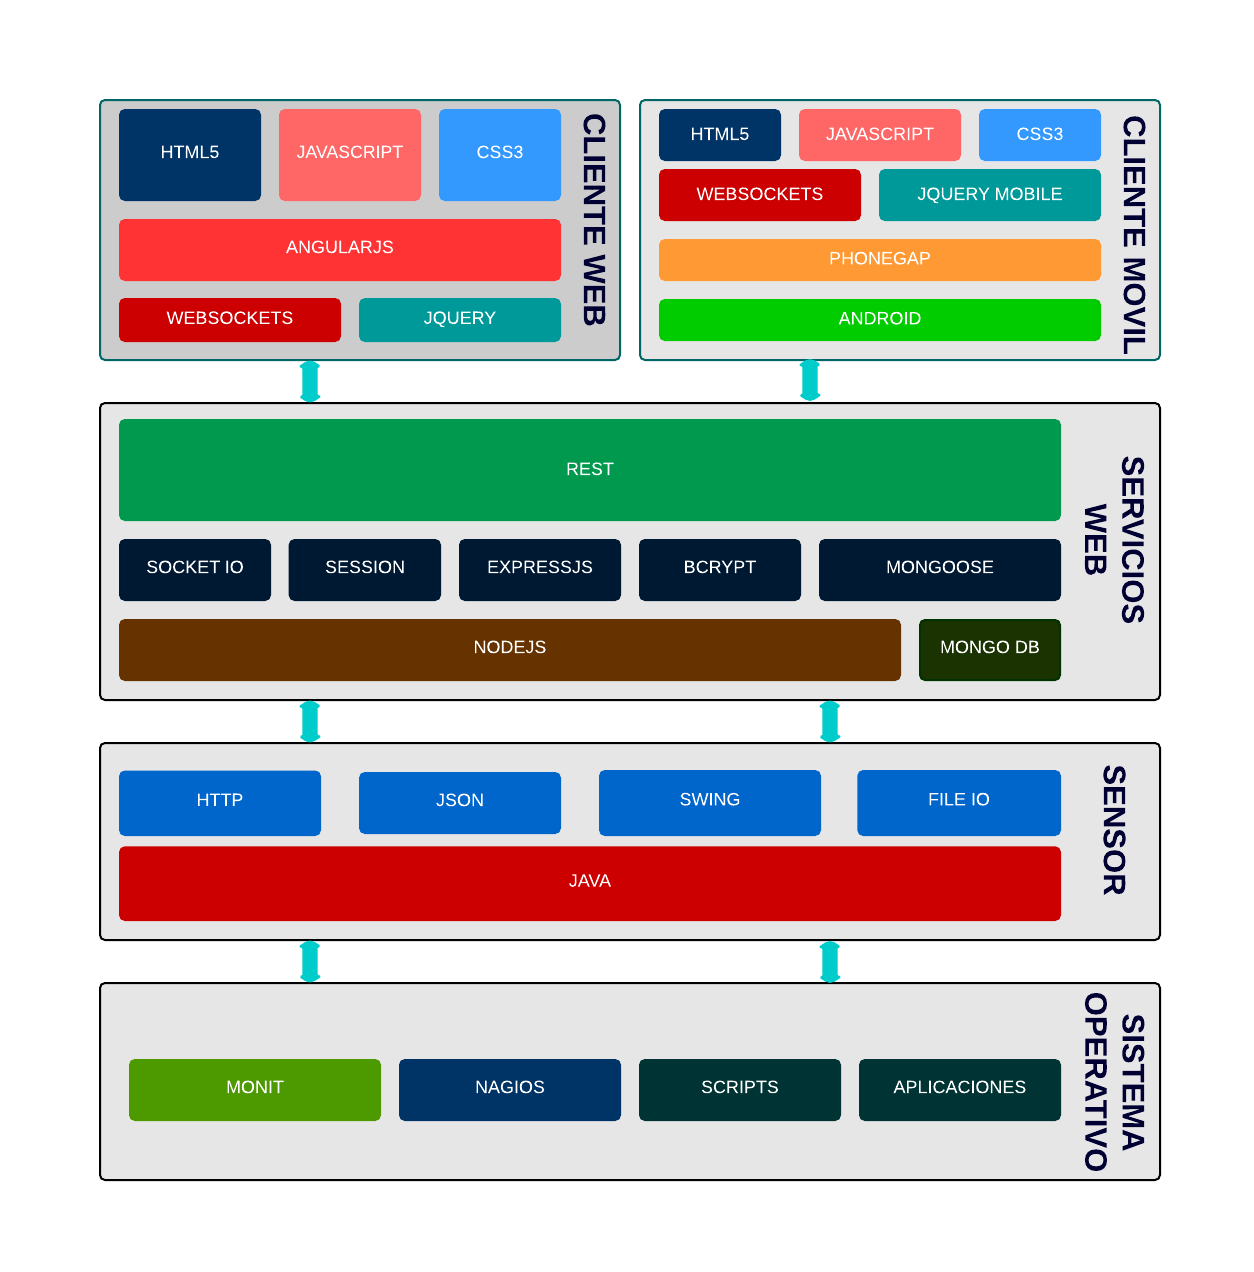 HTML5
JAVASCRIPT
CSS3
ANGULARJS
WEBSOCKETS
JQUERY
CLIENTE WEB
HTML5
JAVASCRIPT
CSS3
WEBSOCKETS
JQUERY MOBILE
PHONEGAP
ANDROID
CLIENTE MOVIL
REST
SOCKET IO
SESSION
EXPRESSJS
BCRYPT
MONGOOSE
NODEJS
MONGO DB
SERVICIOS
WEB
HTTP
JSON
SWING
FILE IO
JAVA
SENSOR
MONIT
NAGIOS
SCRIPTS
APLICACIONES
SISTEMA
OPERATIVO